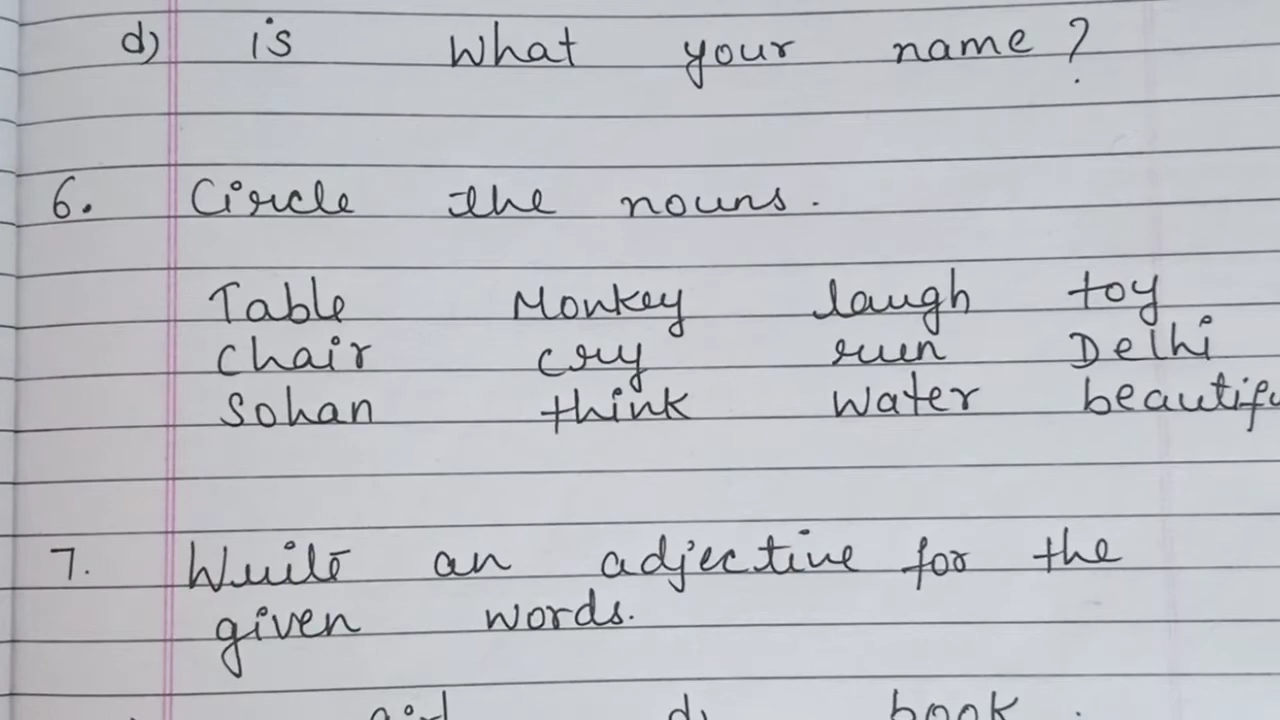 d) is What your name?
6. Circle the nouns.
Table Monkey laugh toy
Chair cry run Delhi
Sohan think Water
7. Write an adjective for the
given words.
d) book